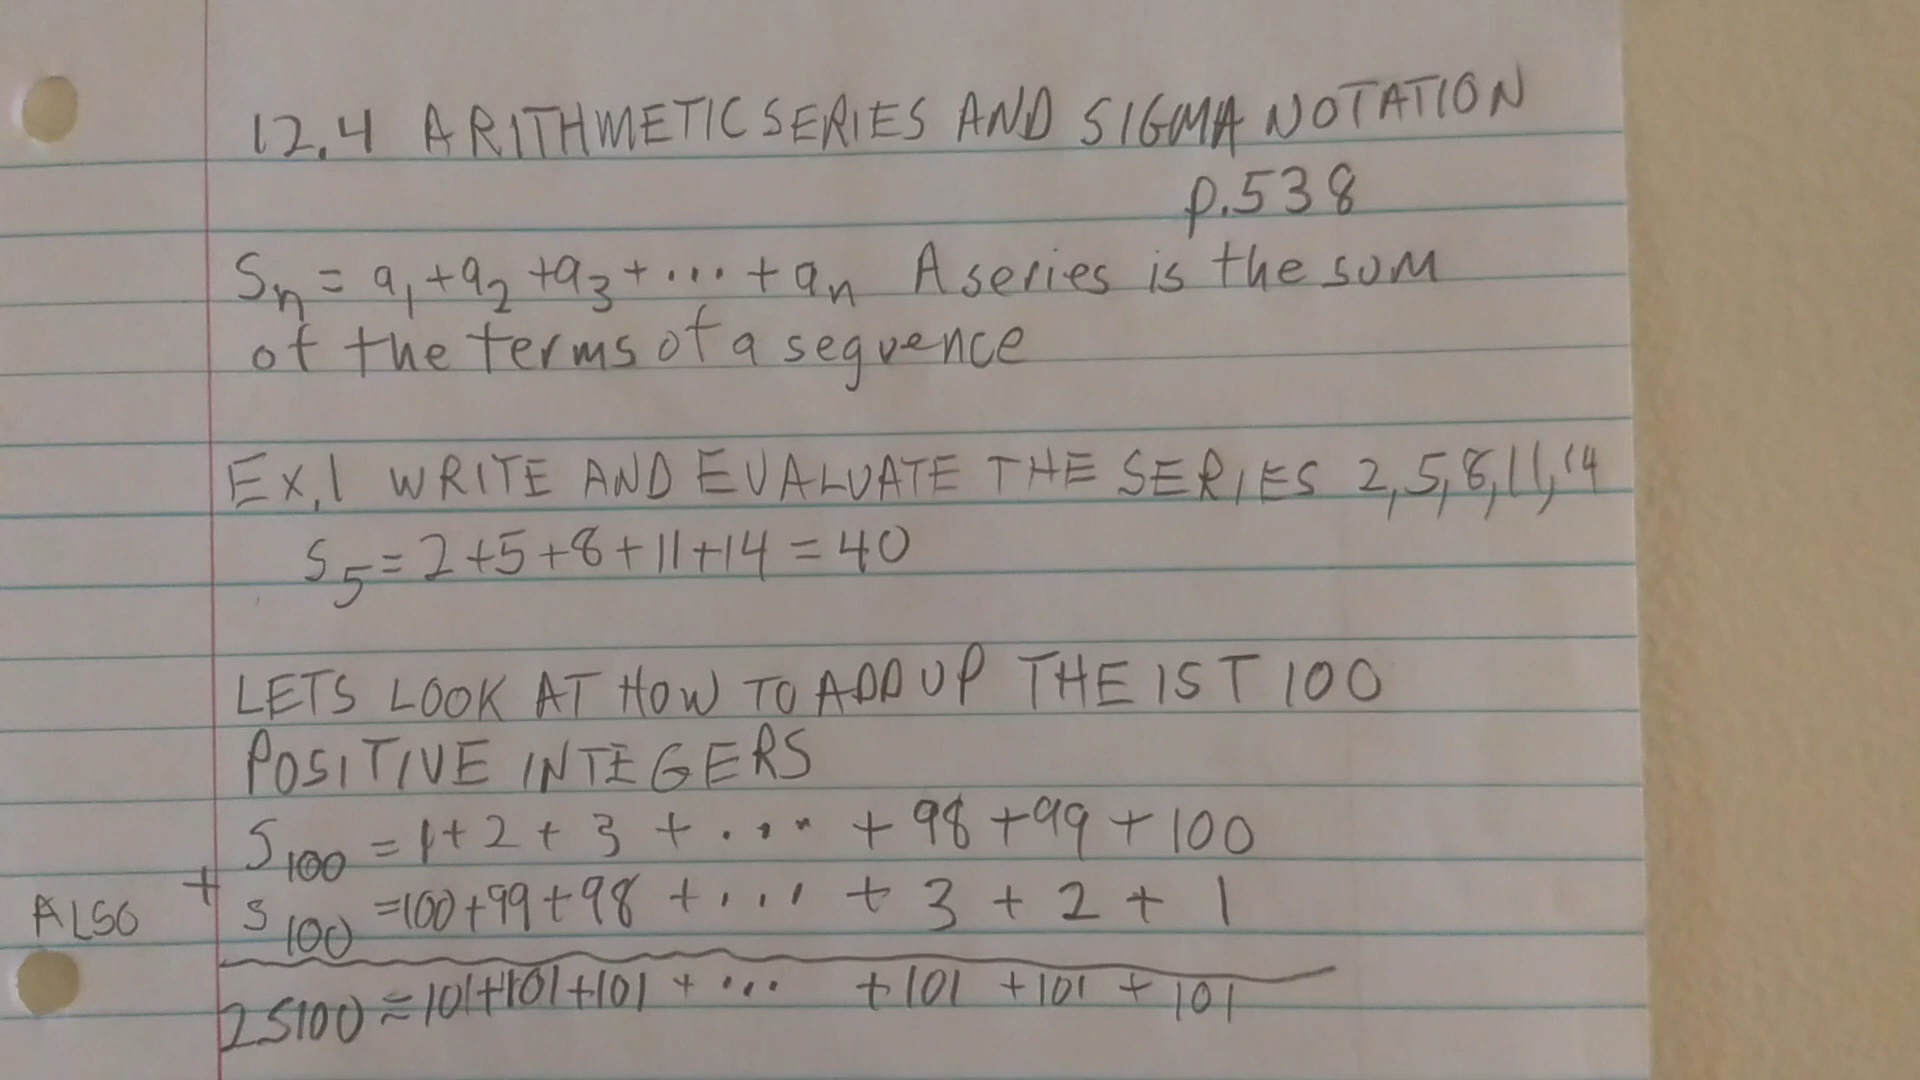 12.4 ARITHMETIC SERIES AND SIGMA NOTATION
p.538
Sn = a1 + a2 + a3 + ... + an A series is the sum
of the terms of a sequence
Ex.1 WRITE AND EVALUATE THE SERIES 2,5,8,11,14
S5 = 2+5+8+11+14 = 40
LETS LOOK AT HOW TO ADD UP THE 1ST 100
POSITIVE INTEGERS
S100 = 1+2+3+ ... +98+99+100
ALSO + S100 = 100+99+98+ ... +3+2+1
2S100 = 101+101+101+ ... +101+101+101